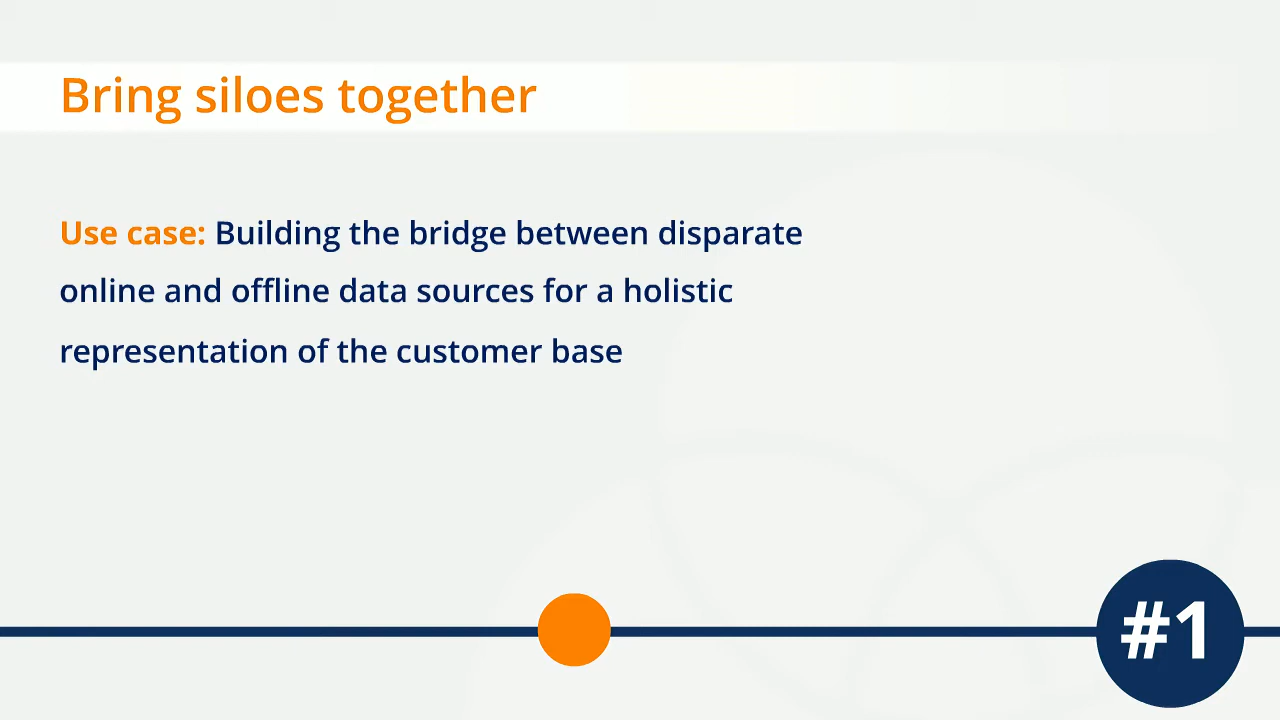 Bring siloes together
Use case: Building the bridge between disparate
online and offline data sources for a holistic
representation of the customer base
#1